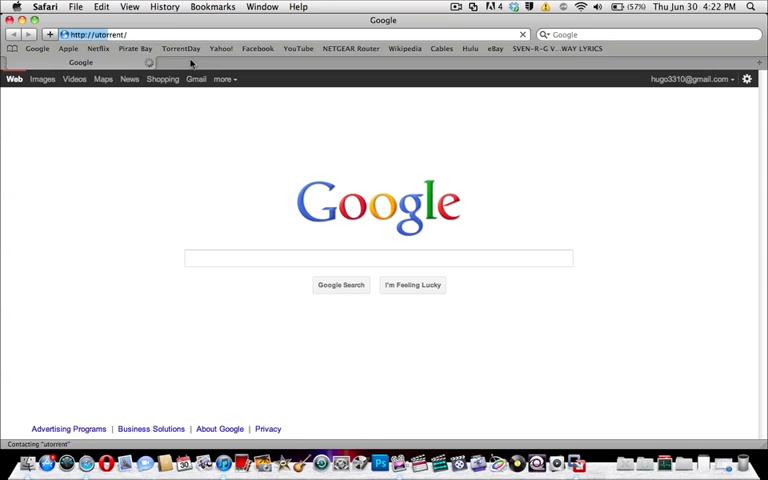 Safari File Edit View History Bookmarks Window Help 4 (57%) Thu Jun 30 4:22 PM
Google
http://utorrent/ Google
Google Apple Netflix Pirate Bay TorrentDay Yahoo! Facebook YouTube NETGEAR Router Wikipedia Cables Hulu eBay SVEN-R-G V...WAY LYRICS
Google
Web Images Videos Maps News Shopping Gmail more hugo3310@gmail.com
Google
Google Search I'm Feeling Lucky
Advertising Programs Business Solutions About Google Privacy
Contacting "utorrent"
30 Ps